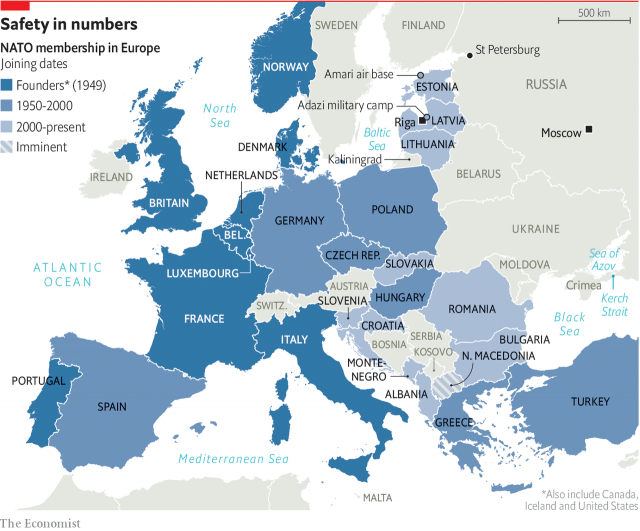 Safety in numbers
NATO membership in Europe
Joining dates
Founders* (1949)
1950-2000
2000-present
Imminent
500 km
SWEDEN
FINLAND
NORWAY
St Petersburg
Amari air base
ESTONIA
RUSSIA
North
Sea
Adazi military camp
Riga
LATVIA
Moscow
Baltic
Sea
LITHUANIA
DENMARK
Kaliningrad
NETHERLANDS
IRELAND
BELARUS
BRITAIN
GERMANY
POLAND
BEL.
UKRAINE
CZECH REP.
LUXEMBOURG
SLOVAKIA
MOLDOVA
Sea of
Azov
ATLANTIC
OCEAN
AUSTRIA
Crimea
SWITZ.
SLOVENIA
HUNGARY
Kerch
Strait
ROMANIA
FRANCE
CROATIA
Black
Sea
ITALY
BOSNIA
SERBIA
BULGARIA
KOSOVO
N. MACEDONIA
MONTE-
NEGRO
PORTUGAL
ALBANIA
SPAIN
TURKEY
GREECE
Mediterranean Sea
MALTA
*Also include Canada,
Iceland and United States
The Economist